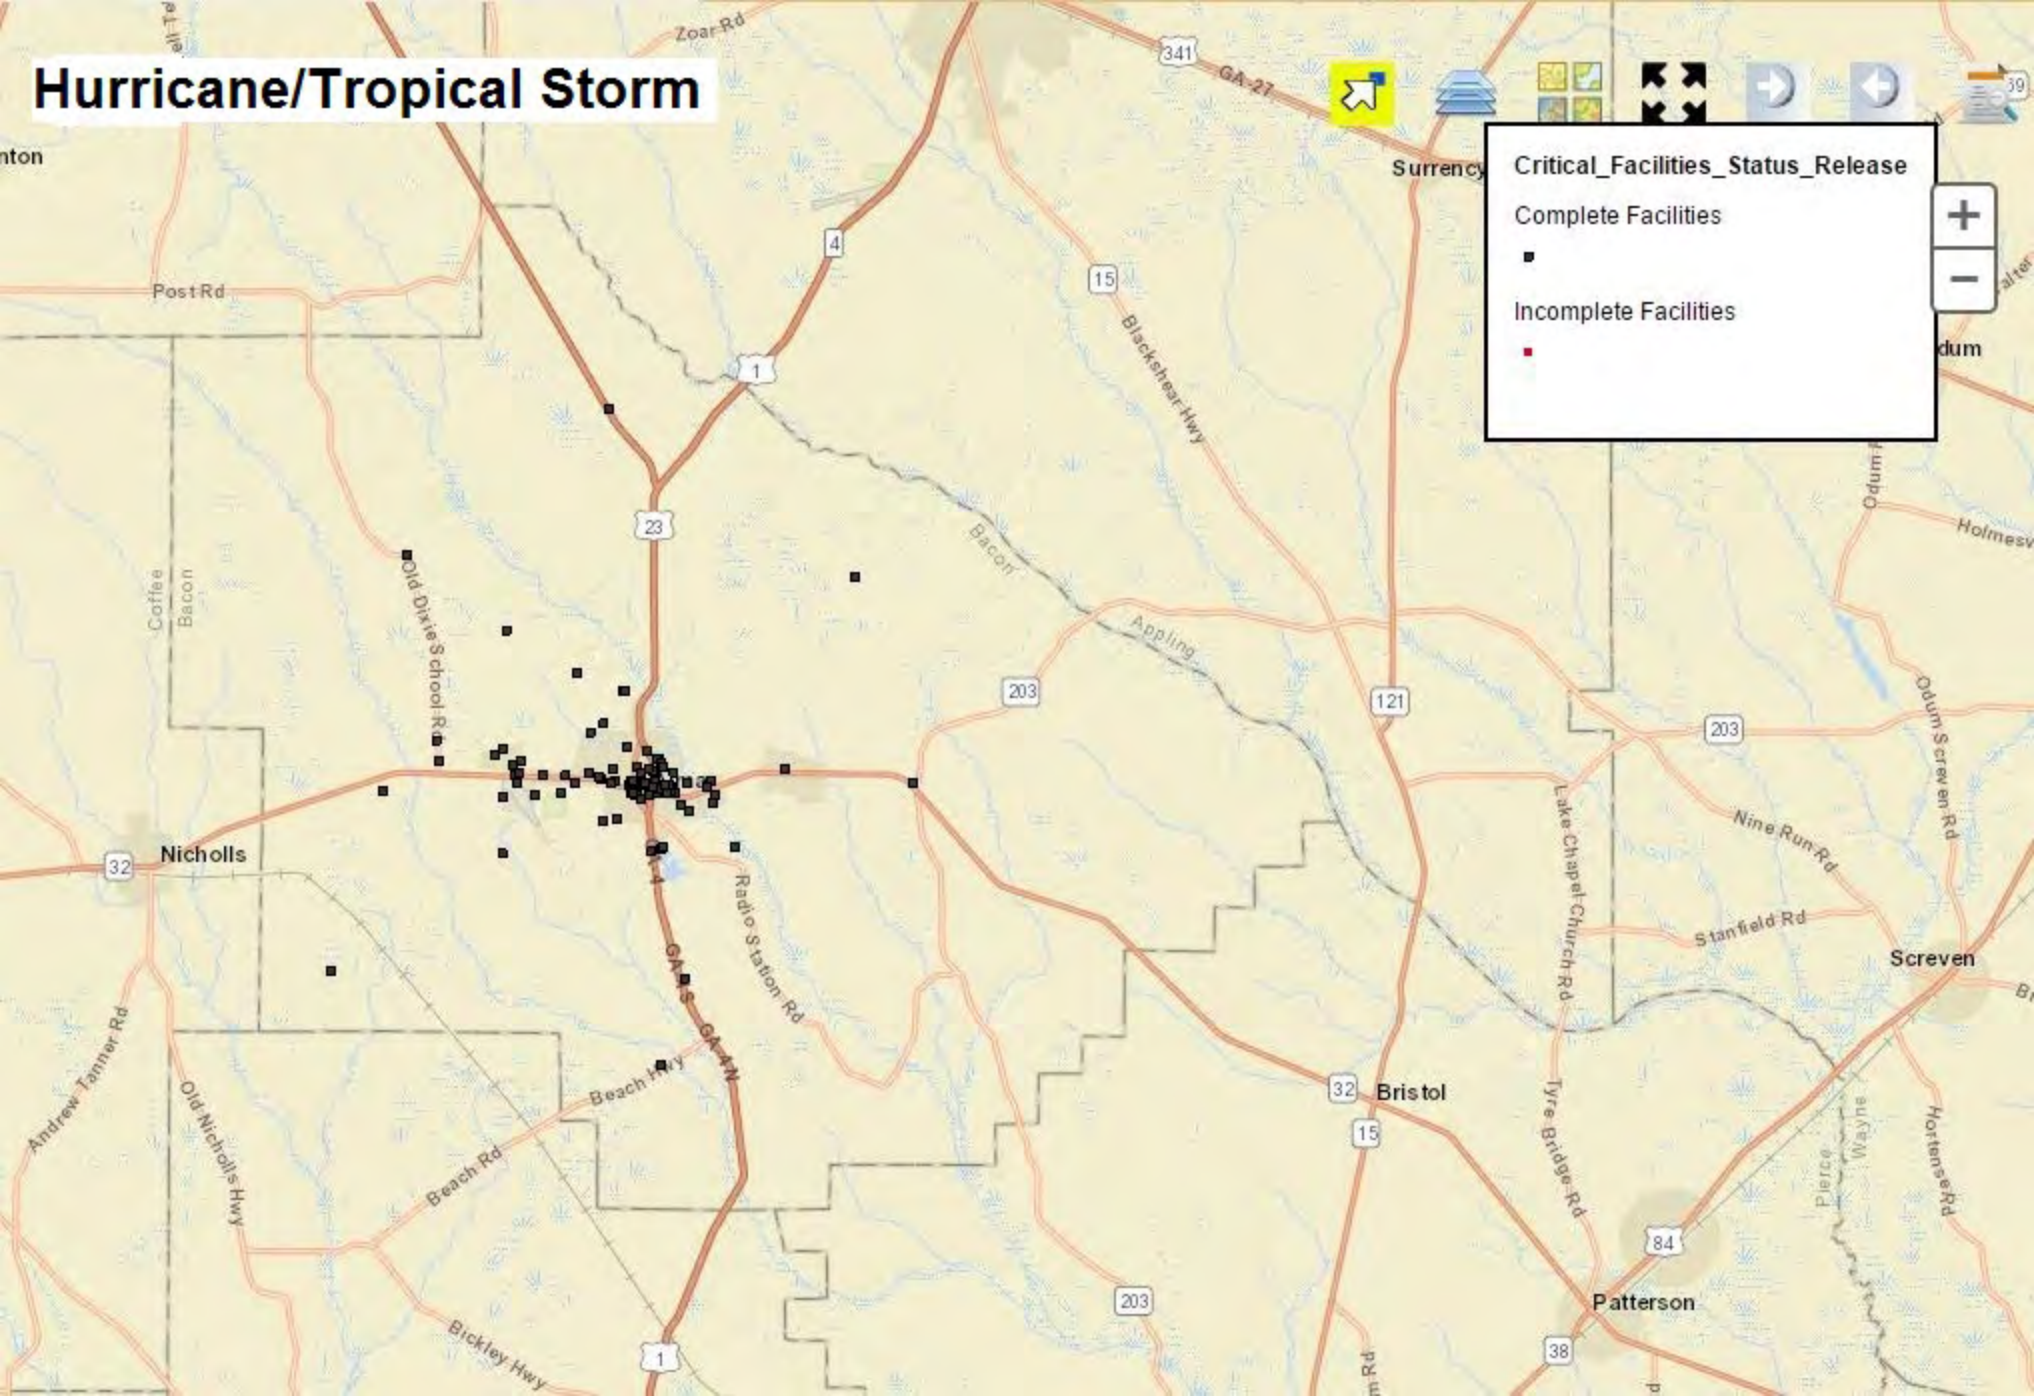 Zoar Rd
341
GA-27
Hurricane/Tropical Storm
nton
Surrency
Critical_Facilities_Status_Release
Complete Facilities
Incomplete Facilities
+
−
4
15
Post Rd
Blackshear Hwy
dum
1
23
Holmesv
Bacon
Coffee
Bacon
Old Dixie School Rd
Appling
203
121
203
Odum Screven Rd
Nicholls
32
Lake Chapel Church Rd
Nine Run Rd
Stanfield Rd
Screven
Radio Station Rd
GA-4 N
Andrew Tanner Rd
Old Nicholls Hwy
Beach Hwy
Beach Rd
32
Bristol
15
Tyre Bridge Rd
Pierce
Wayne
Hortense Rd
84
Patterson
203
38
Bickley Hwy
1